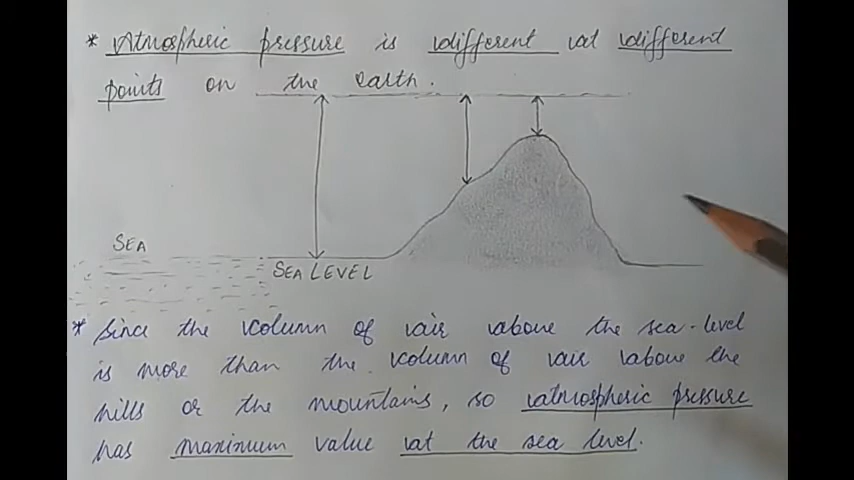 * Atmospheric pressure is different at different
points on the earth.
SEA
SEA LEVEL
* Since the column of air above the sea-level
is more than the column of air above the
hills or the mountains, so atmospheric pressure
has maximum value at the sea level.